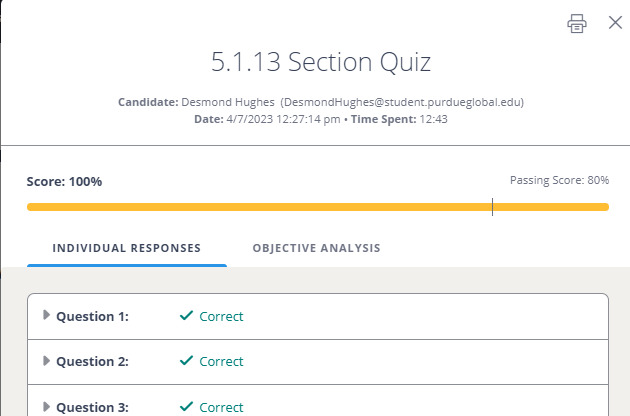 5.1.13 Section Quiz
Candidate: Desmond Hughes (DesmondHughes@student.purdueglobal.edu)
Date: 4/7/2023 12:27:14 pm • Time Spent: 12:43
Score: 100%
Passing Score: 80%
INDIVIDUAL RESPONSES
OBJECTIVE ANALYSIS
Question 1: Correct
Question 2: Correct
Question 3: Correct